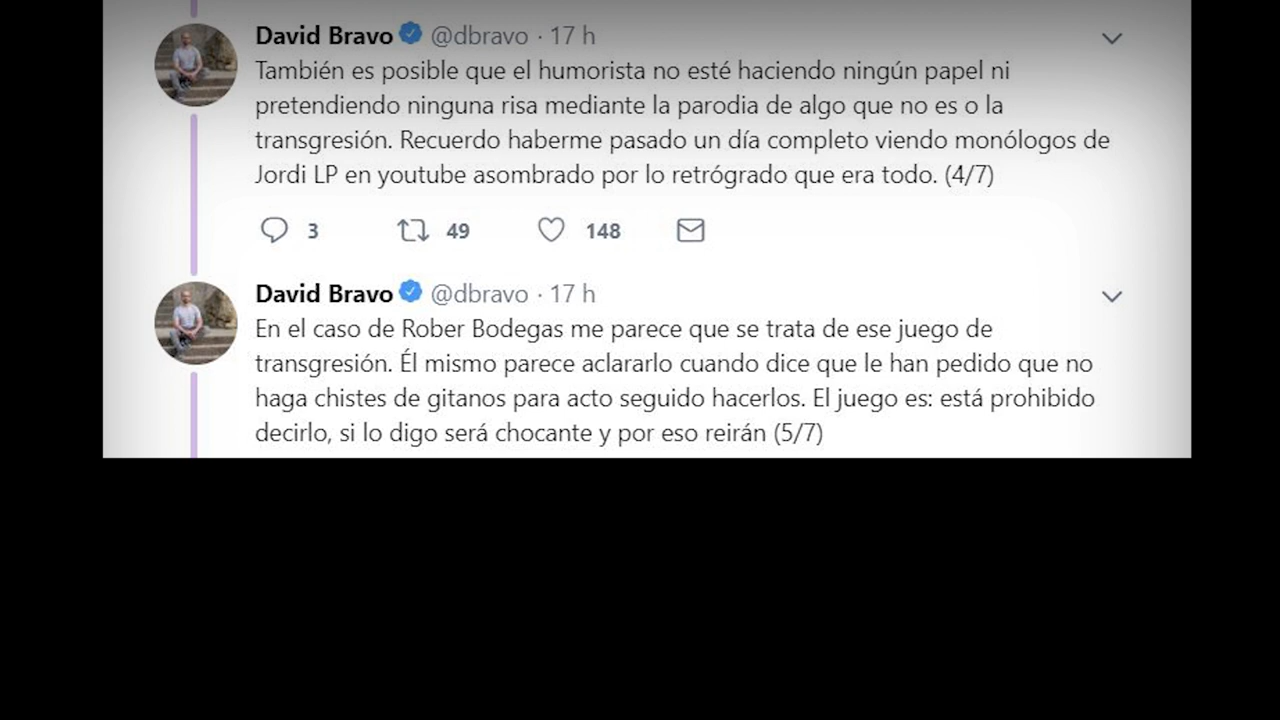 David Bravo @dbravo · 17 h
También es posible que el humorista no esté haciendo ningún papel ni
pretendiendo ninguna risa mediante la parodia de algo que no es o la
transgresión. Recuerdo haberme pasado un día completo viendo monólogos de
Jordi LP en youtube asombrado por lo retrógrado que era todo. (4/7)
3 49 148
David Bravo @dbravo · 17 h
En el caso de Rober Bodegas me parece que se trata de ese juego de
transgresión. Él mismo parece aclararlo cuando dice que le han pedido que no
haga chistes de gitanos para acto seguido hacerlos. El juego es: está prohibido
decirlo, si lo digo será chocante y por eso reirán (5/7)